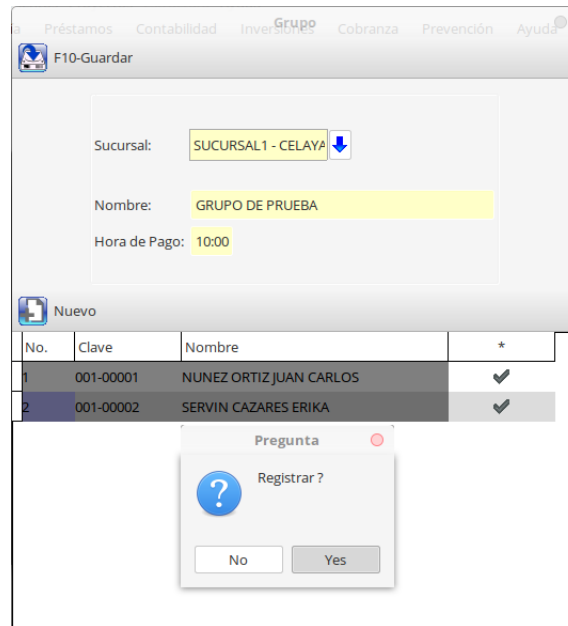 Grupo
ía Préstamos Contabilidad Inversiones Cobranza Prevención Ayuda
F10-Guardar
Sucursal: SUCURSAL1 - CELAYA
Nombre: GRUPO DE PRUEBA
Hora de Pago: 10:00
Nuevo
No. Clave Nombre *
1 001-00001 NUNEZ ORTIZ JUAN CARLOS
2 001-00002 SERVIN CAZARES ERIKA
Pregunta
Registrar ?
No Yes